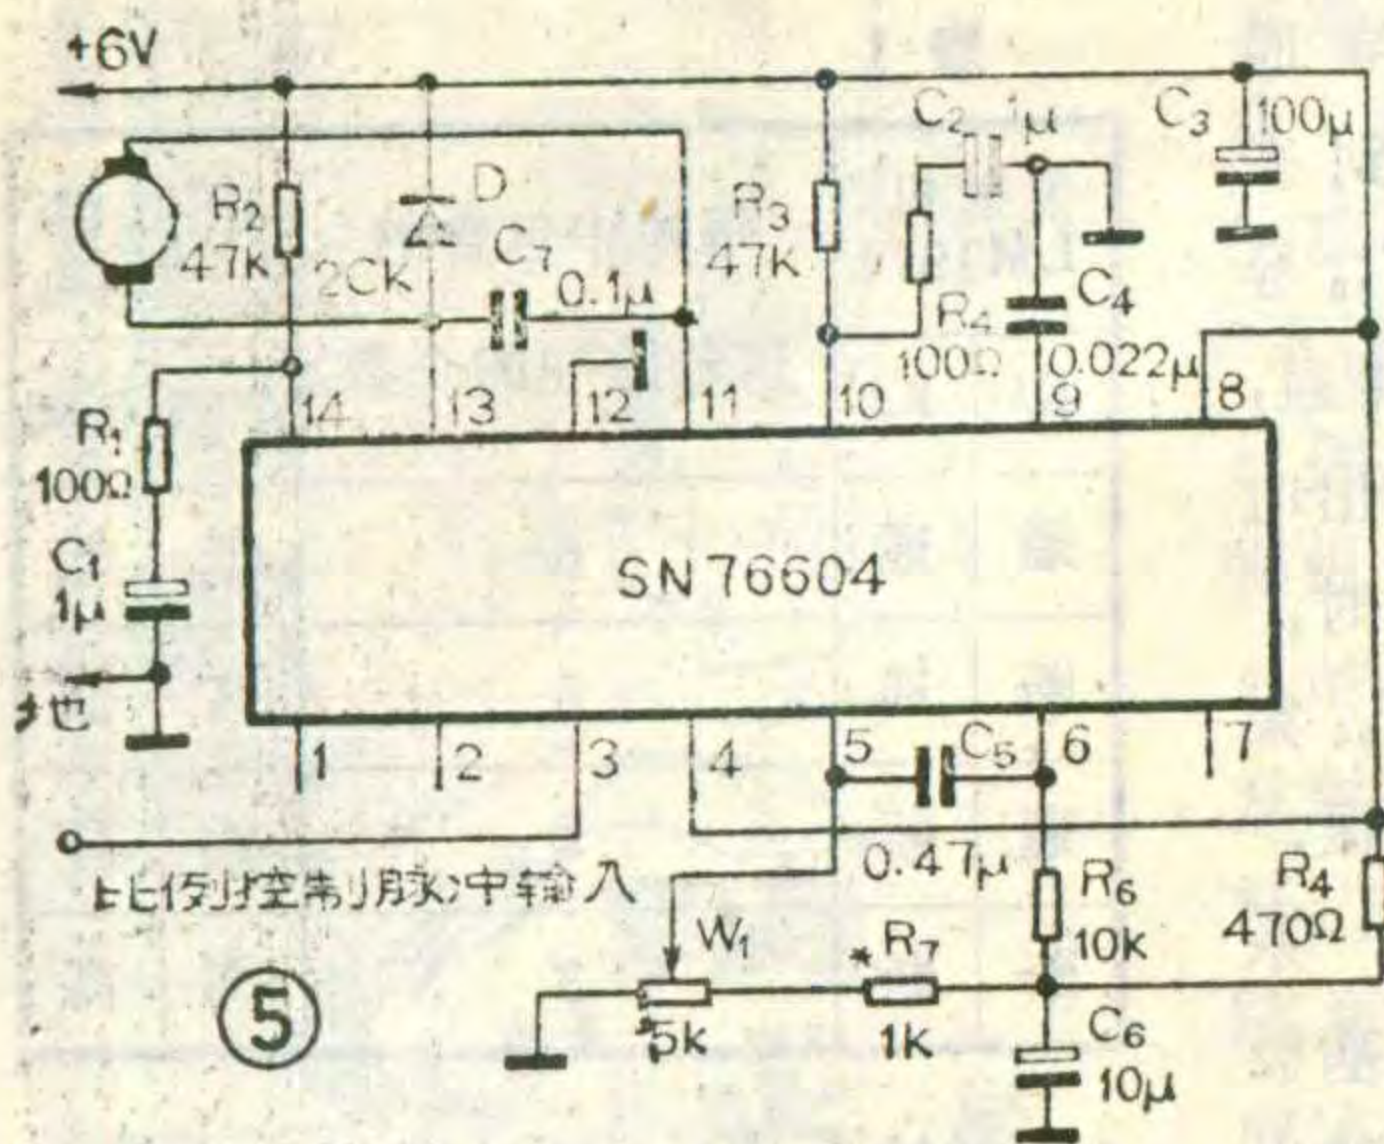 +6V
C₂ 1μ
C₃ 100μ
D
R₂
47k
2CK
C₇
0.1μ
R₃
47K
R₄
100Ω
C₄
0.022μ
14 13 12 11 10 9 8
R₁
100Ω
C₁
1μ
地
SN76604
1 2 3 4 5 6 7
C₅
0.47μ
比例控制脉冲输入
W₁
*5k
*R₇
1K
R₆
10k
R₄
470Ω
C₆
10μ
⑤